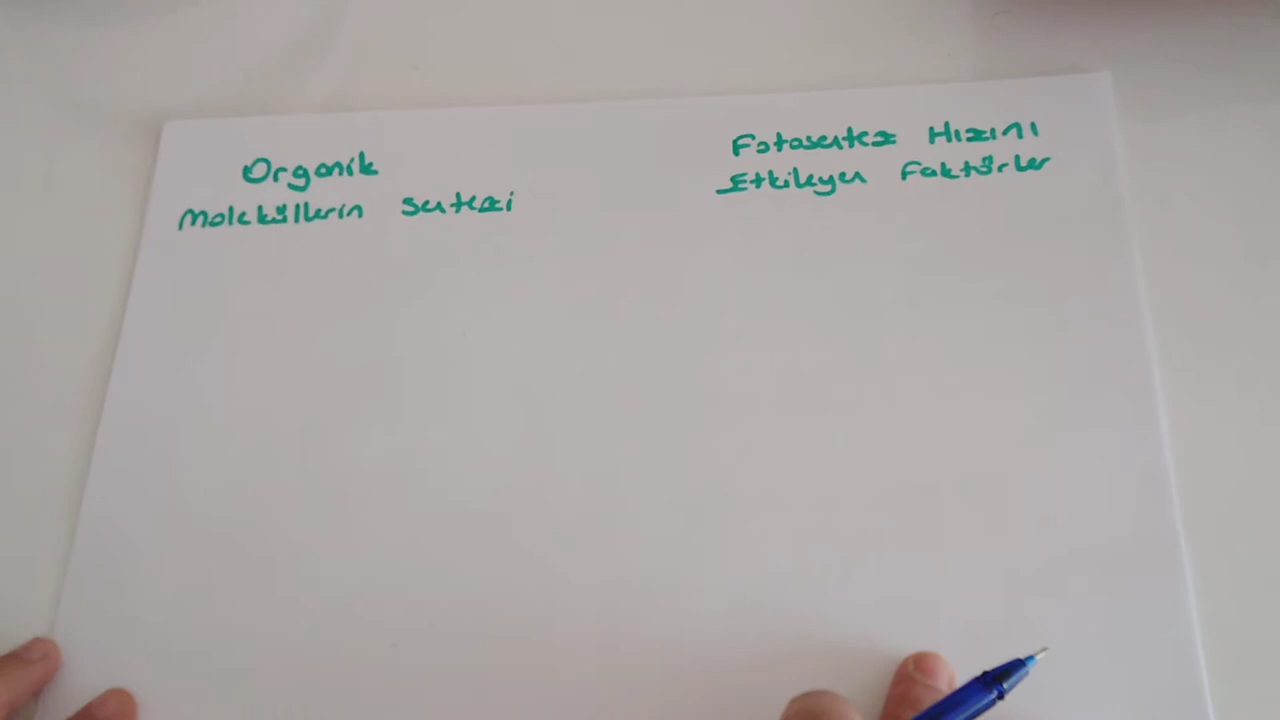 Organik
Moleküllerin Sentezi
Fotosentez Hızını
Etkileyen Faktörler